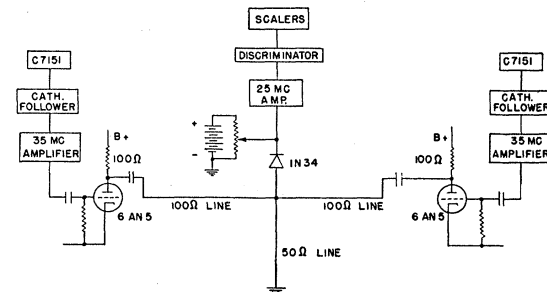 SCALERS
DISCRIMINATOR
25 MC
AMP.
C7151
CATH.
FOLLOWER
35 MC
AMPLIFIER
B+
100Ω
6 AN 5
+
-
1N34
100Ω LINE
100Ω LINE
50Ω LINE
C7151
CATH.
FOLLOWER
35 MC
AMPLIFIER
B+
100Ω
6 AN 5